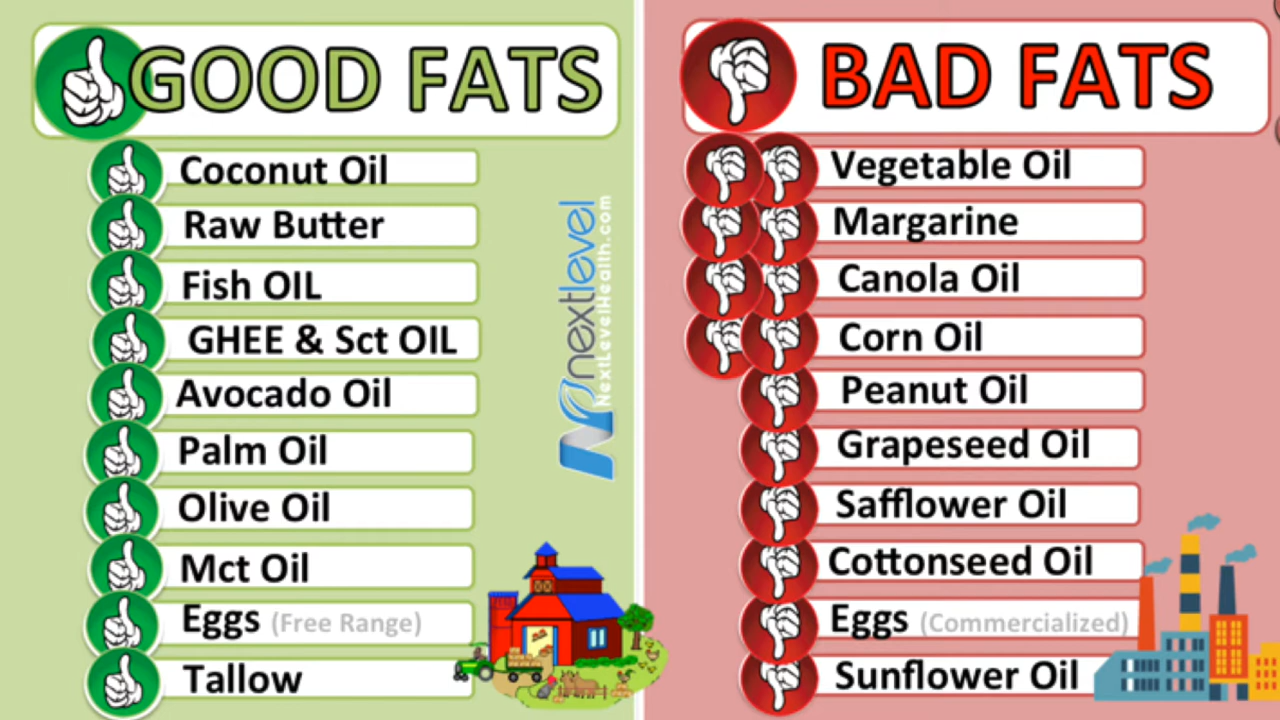 GOOD FATS
Coconut Oil
Raw Butter
Fish OIL
GHEE & Sct OIL
Avocado Oil
Palm Oil
Olive Oil
Mct Oil
Eggs (Free Range)
Tallow
nextlevel
NextLevelHealth.com
BAD FATS
Vegetable Oil
Margarine
Canola Oil
Corn Oil
Peanut Oil
Grapeseed Oil
Safflower Oil
Cottonseed Oil
Eggs (Commercialized)
Sunflower Oil